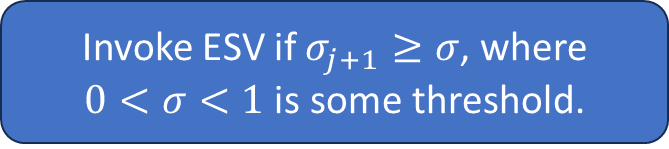 Invoke ESV if σ_{j+1} ≥ σ, where
0 < σ < 1 is some threshold.